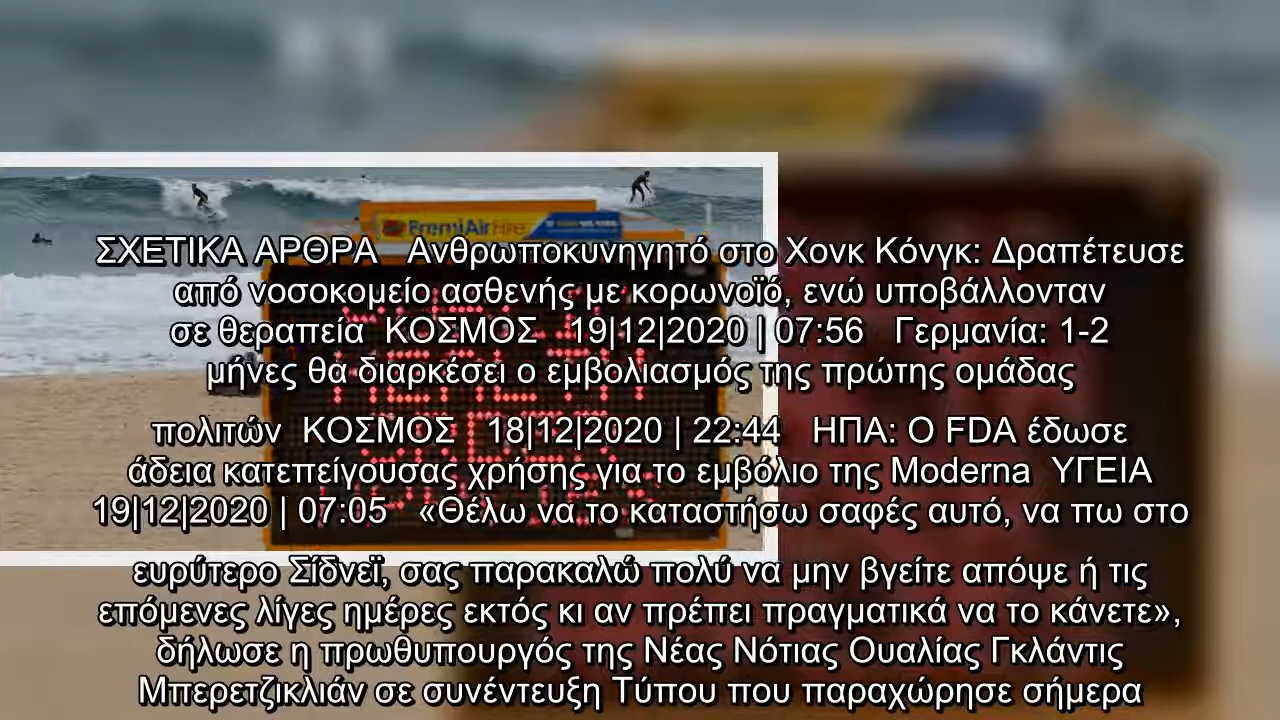 BremiAirHire
ΣΧΕΤΙΚΑ ΑΡΘΡΑ Ανθρωποκυνηγητό στο Χονκ Κόνγκ: Δραπέτευσε
από νοσοκομείο ασθενής με κορωνοϊό, ενώ υποβάλλονταν
σε θεραπεία ΚΟΣΜΟΣ 19|12|2020 | 07:56 Γερμανία: 1-2
μήνες θα διαρκέσει ο εμβολιασμός της πρώτης ομάδας
πολιτών ΚΟΣΜΟΣ 18|12|2020 | 22:44 ΗΠΑ: Ο FDA έδωσε
άδεια κατεπείγουσας χρήσης για το εμβόλιο της Moderna ΥΓΕΙΑ
19|12|2020 | 07:05 «Θέλω να το καταστήσω σαφές αυτό, να πω στο
ευρύτερο Σίδνεϊ, σας παρακαλώ πολύ να μην βγείτε απόψε ή τις
επόμενες λίγες ημέρες εκτός κι αν πρέπει πραγματικά να το κάνετε»,
δήλωσε η πρωθυπουργός της Νέας Νότιας Ουαλίας Γκλάντις
Μπερετζικλιάν σε συνέντευξη Τύπου που παραχώρησε σήμερα